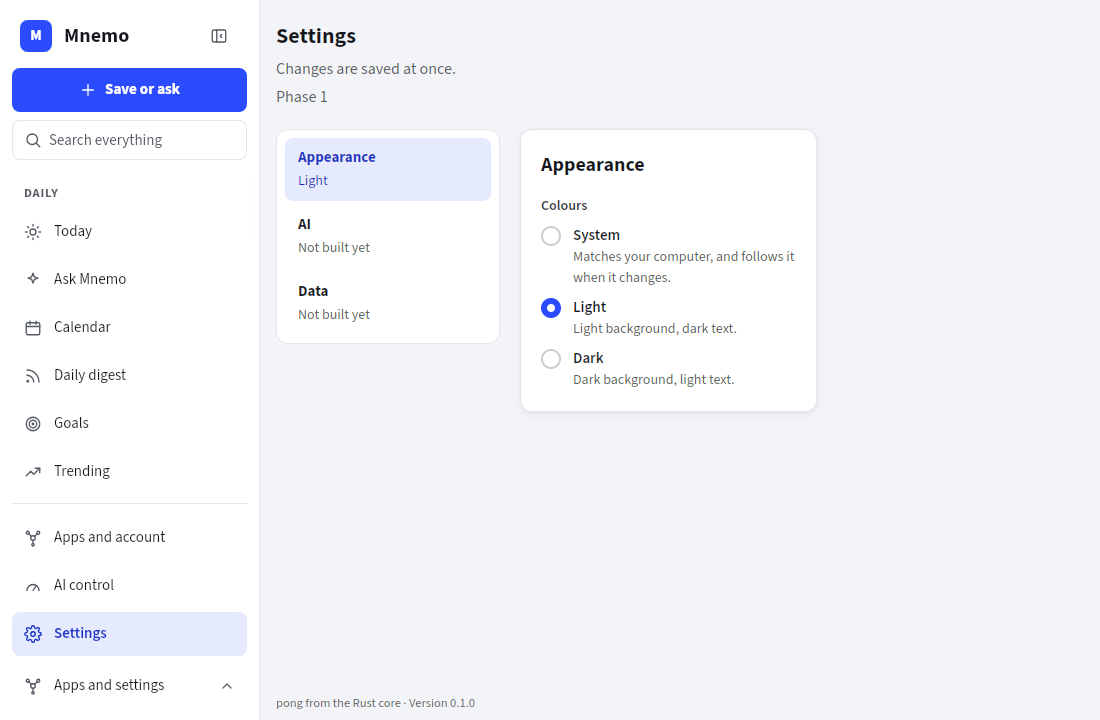 M
Mnemo
Save or ask
Search everything
DAILY
Today
Ask Mnemo
Calendar
Daily digest
Goals
Trending
Apps and account
AI control
Settings
Apps and settings
Settings
Changes are saved at once.
Phase 1
Appearance
Light
AI
Not built yet
Data
Not built yet
Appearance
Colours
System
Matches your computer, and follows it
when it changes.
Light
Light background, dark text.
Dark
Dark background, light text.
pong from the Rust core · Version 0.1.0